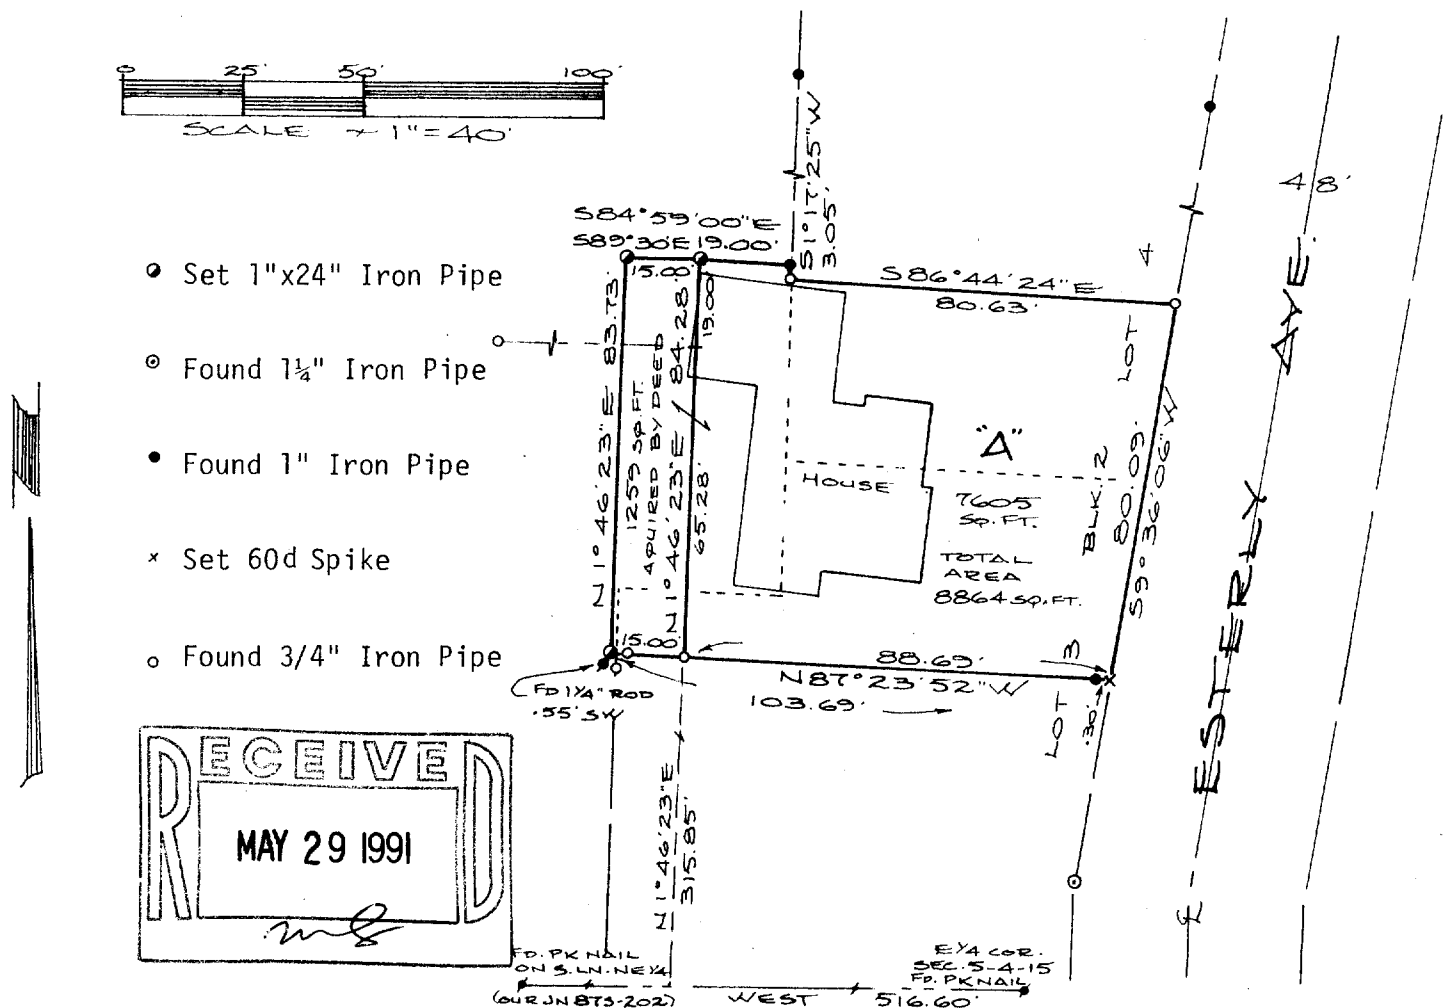 0 25' 50' 100'
SCALE 1"=40'
S84°59'00"E
S89°30'E 19.00'
15.00'
S1°17'25"W
3.05'
S86°44'24"E
80.63'
48'
Set 1"x24" Iron Pipe
Found 1¼" Iron Pipe
Found 1" Iron Pipe
Set 60d Spike
Found 3/4" Iron Pipe
N1°46'23"E 83.73'
1259 SQ.FT.
AQUIRED BY DEED
N1°46'23"E 84.28'
65.28'
19.00'
LOT 4
"A"
HOUSE
7605
SQ. FT.
TOTAL
AREA
8864 SQ.FT.
BLK. 2
80.09'
S9°36'06"W
ESTERLY AVE.
15.00'
88.69'
N87°23'52"W
103.69'
LOT 3
.30'
FD 1¼" ROD
.55' SW
N1°46'23"E
315.85'
RECEIVED
MAY 29 1991
FD. PK NAIL
ON S.LN. NE¼
(OUR JN 875-202)
WEST 516.60'
E¼ COR.
SEC. 5-4-15
FD. PK NAIL